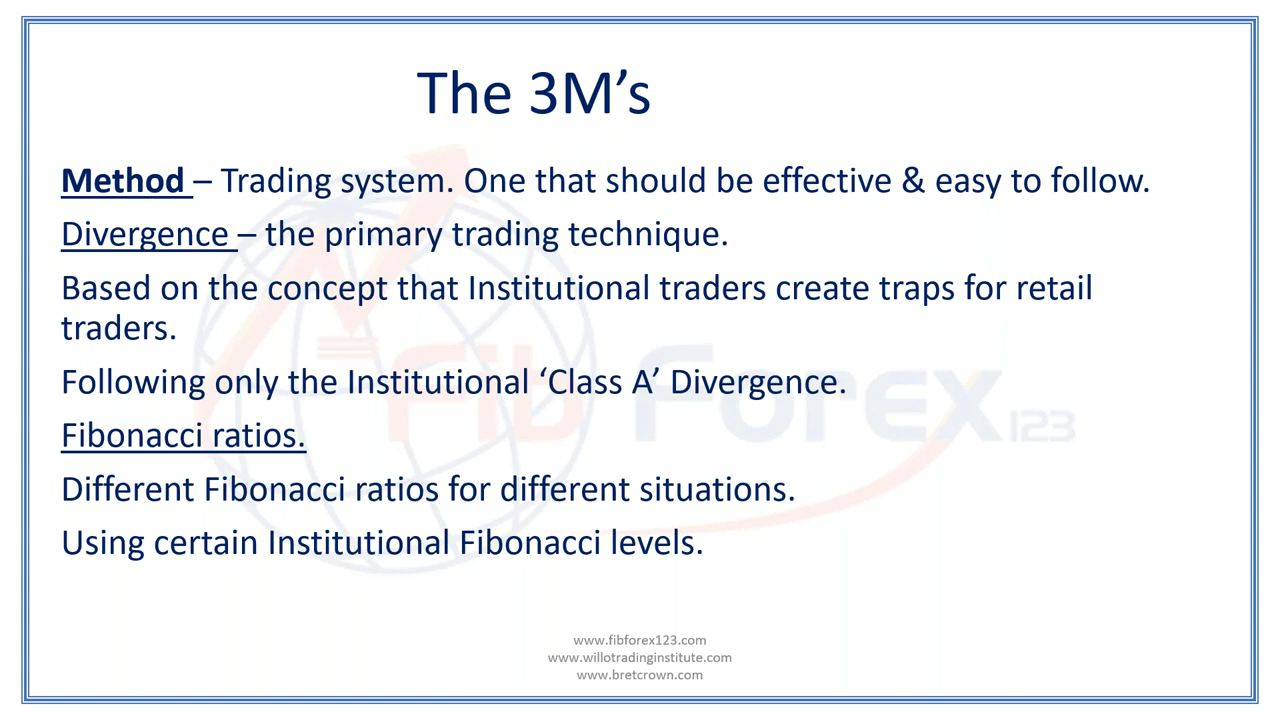 The 3M’s
Method – Trading system. One that should be effective & easy to follow.
Divergence – the primary trading technique.
Based on the concept that Institutional traders create traps for retail
traders.
Following only the Institutional ‘Class A’ Divergence.
Fibonacci ratios.
Fib Forex 123
Different Fibonacci ratios for different situations.
Using certain Institutional Fibonacci levels.
www.fibforex123.com
www.willotradinginstitute.com
www.bretcrown.com